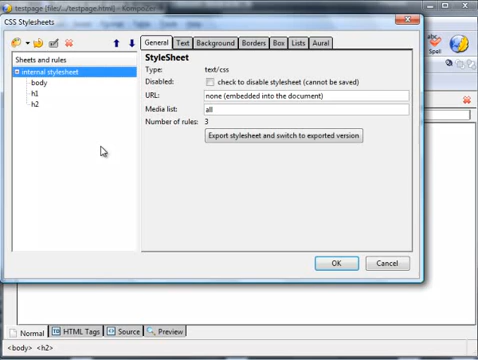 testpage [file/.../testpage.html] - KompoZer
CSS Stylesheets
Sheets and rules
internal stylesheet
body
h1
h2
General Text Background Borders Box Lists Aural
StyleSheet
Type: text/css
Disabled: check to disable stylesheet (cannot be saved)
URL: none (embedded into the document)
Media list: all
Number of rules: 3
Export stylesheet and switch to exported version
OK Cancel
Spell
Normal HTML Tags Source Preview
<body> <h2>